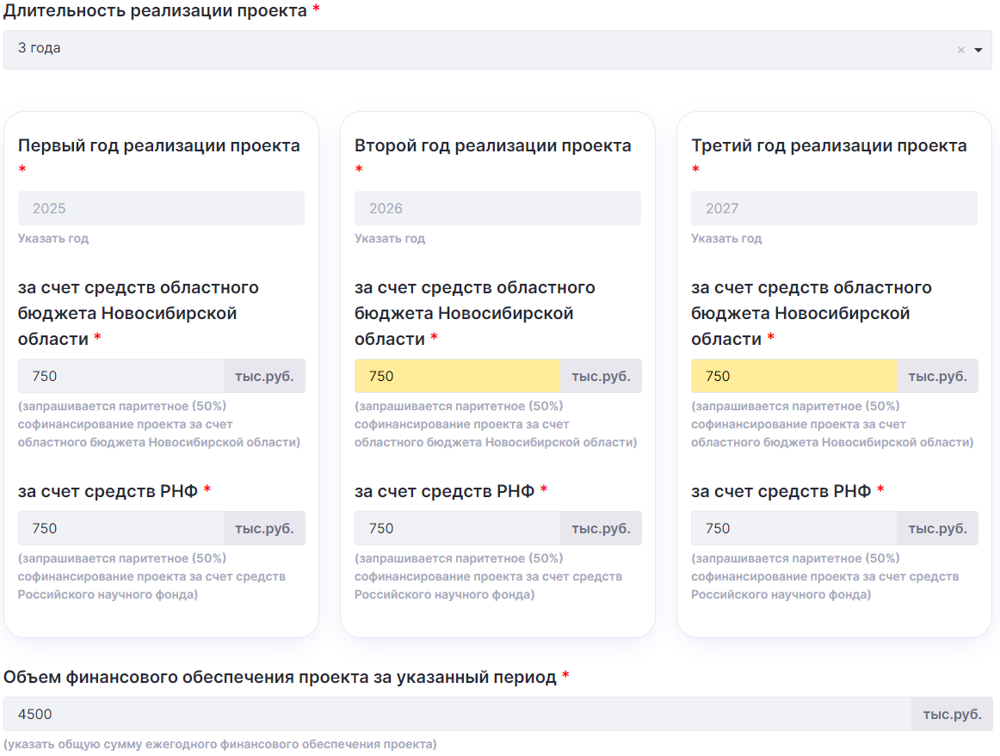 Длительность реализации проекта *
3 года
Первый год реализации проекта
*
2025
Указать год
за счет средств областного
бюджета Новосибирской
области *
750 тыс.руб.
(запрашивается паритетное (50%)
софинансирование проекта за счет
областного бюджета Новосибирской области)
за счет средств РНФ *
750 тыс.руб.
(запрашивается паритетное (50%)
софинансирование проекта за счет средств
Российского научного фонда)
Второй год реализации проекта
*
2026
Указать год
за счет средств областного
бюджета Новосибирской
области *
750 тыс.руб.
(запрашивается паритетное (50%)
софинансирование проекта за счет
областного бюджета Новосибирской области)
за счет средств РНФ *
750 тыс.руб.
(запрашивается паритетное (50%)
софинансирование проекта за счет средств
Российского научного фонда)
Третий год реализации проекта
*
2027
Указать год
за счет средств областного
бюджета Новосибирской
области *
750 тыс.руб.
(запрашивается паритетное (50%)
софинансирование проекта за счет
областного бюджета Новосибирской области)
за счет средств РНФ *
750 тыс.руб.
(запрашивается паритетное (50%)
софинансирование проекта за счет средств
Российского научного фонда)
Объем финансового обеспечения проекта за указанный период *
4500 тыс.руб.
(указать общую сумму ежегодного финансового обеспечения проекта)